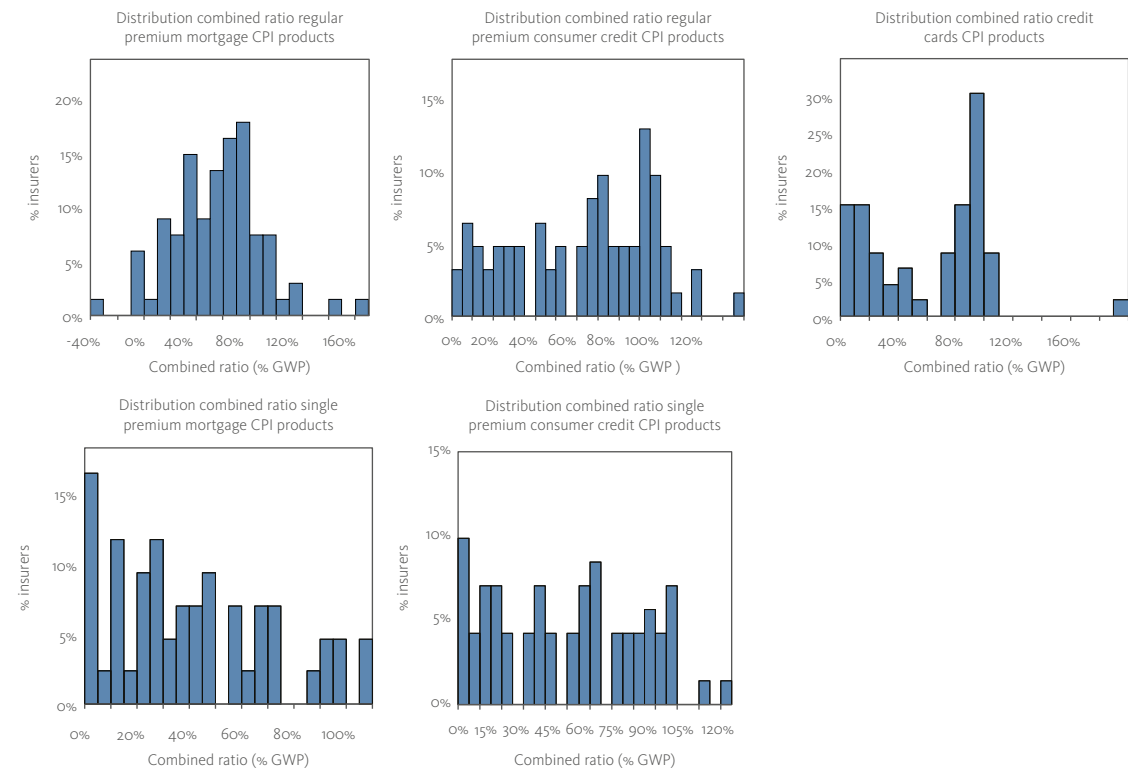 Distribution combined ratio regular
premium mortgage CPI products
% insurers
20%
15%
10%
5%
0%
-40% 0% 40% 80% 120% 160%
Combined ratio (% GWP)
Distribution combined ratio regular
premium consumer credit CPI products
% insurers
15%
10%
5%
0%
0% 20% 40% 60% 80% 100% 120%
Combined ratio (% GWP )
Distribution combined ratio credit
cards CPI products
% insurers
30%
25%
20%
15%
10%
5%
0%
0% 40% 80% 120% 160%
Combined ratio (% GWP)
Distribution combined ratio single
premium mortgage CPI products
% insurers
15%
10%
5%
0%
0% 20% 40% 60% 80% 100%
Combined ratio (% GWP)
Distribution combined ratio single
premium consumer credit CPI products
% insurers
15%
10%
5%
0%
0% 15% 30% 45% 60% 75% 90% 105% 120%
Combined ratio (% GWP)